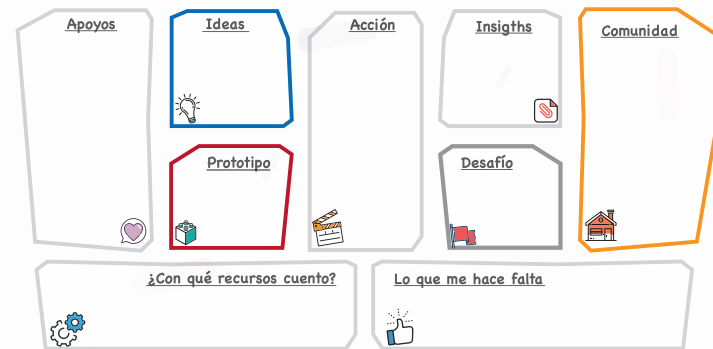 Apoyos
Ideas
Acción
Insigths
Comunidad
Prototipo
Desafío
¿Con qué recursos cuento?
Lo que me hace falta